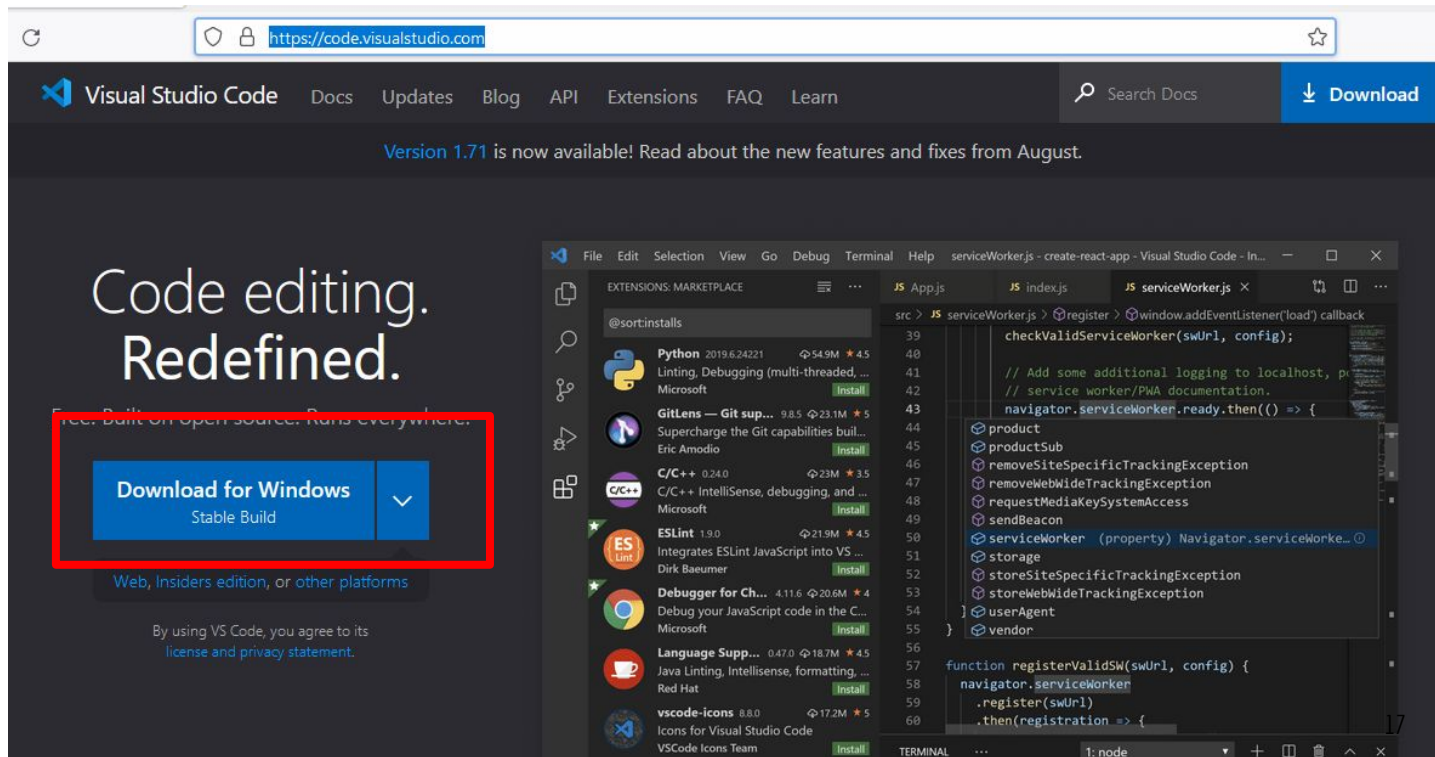 https://code.visualstudio.com
Visual Studio Code Docs Updates Blog API Extensions FAQ Learn Search Docs Download
Version 1.71 is now available! Read about the new features and fixes from August.
Code editing.
Redefined.
Free. Built on open source. Runs everywhere.
Download for Windows
Stable Build
Web, Insiders edition, or other platforms
By using VS Code, you agree to its
license and privacy statement.
File Edit Selection View Go Debug Terminal Help serviceWorker.js - create-react-app - Visual Studio Code - In...
EXTENSIONS: MARKETPLACE
@sort:installs
Python 2019.6.24221 54.9M ★ 4.5
Linting, Debugging (multi-threaded, ...
Microsoft Install
GitLens — Git sup... 9.8.5 23.1M ★ 5
Supercharge the Git capabilities buil...
Eric Amodio Install
C/C++ 0.24.0 23M ★ 3.5
C/C++ IntelliSense, debugging, and ...
Microsoft Install
ESLint 1.9.0 21.9M ★ 4.5
Integrates ESLint JavaScript into VS ...
Dirk Baeumer Install
Debugger for Ch... 4.11.6 20.6M ★ 4
Debug your JavaScript code in the C...
Microsoft Install
Language Supp... 0.47.0 18.7M ★ 4.5
Java Linting, Intellisense, formatting, ...
Red Hat Install
vscode-icons 8.8.0 17.2M ★ 5
Icons for Visual Studio Code
VSCode Icons Team Install
C/C++
ES
Lint
JS App.js JS index.js JS serviceWorker.js
src > JS serviceWorker.js > register > window.addEventListener('load') callback
39 checkValidServiceWorker(swUrl, config);
40
41 // Add some additional logging to localhost, p
42 // service worker/PWA documentation.
43 navigator.serviceWorker.ready.then(() => {
44 product
45 productSub
46 removeSiteSpecificTrackingException
47 removeWebWideTrackingException
48 requestMediaKeySystemAccess
49 sendBeacon
50 serviceWorker (property) Navigator.serviceWorke...
51 storage
52 storeSiteSpecificTrackingException
53 storeWebWideTrackingException
54 } userAgent
55 } vendor
56
57 function registerValidSW(swUrl, config) {
58 navigator.serviceWorker
59 .register(swUrl)
60 .then(registration => {
TERMINAL ... 1: node
17